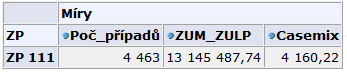 Míry
ZP Poč_případů ZUM_ZULP Casemix
ZP 111 4 463 13 145 487,74 4 160,22